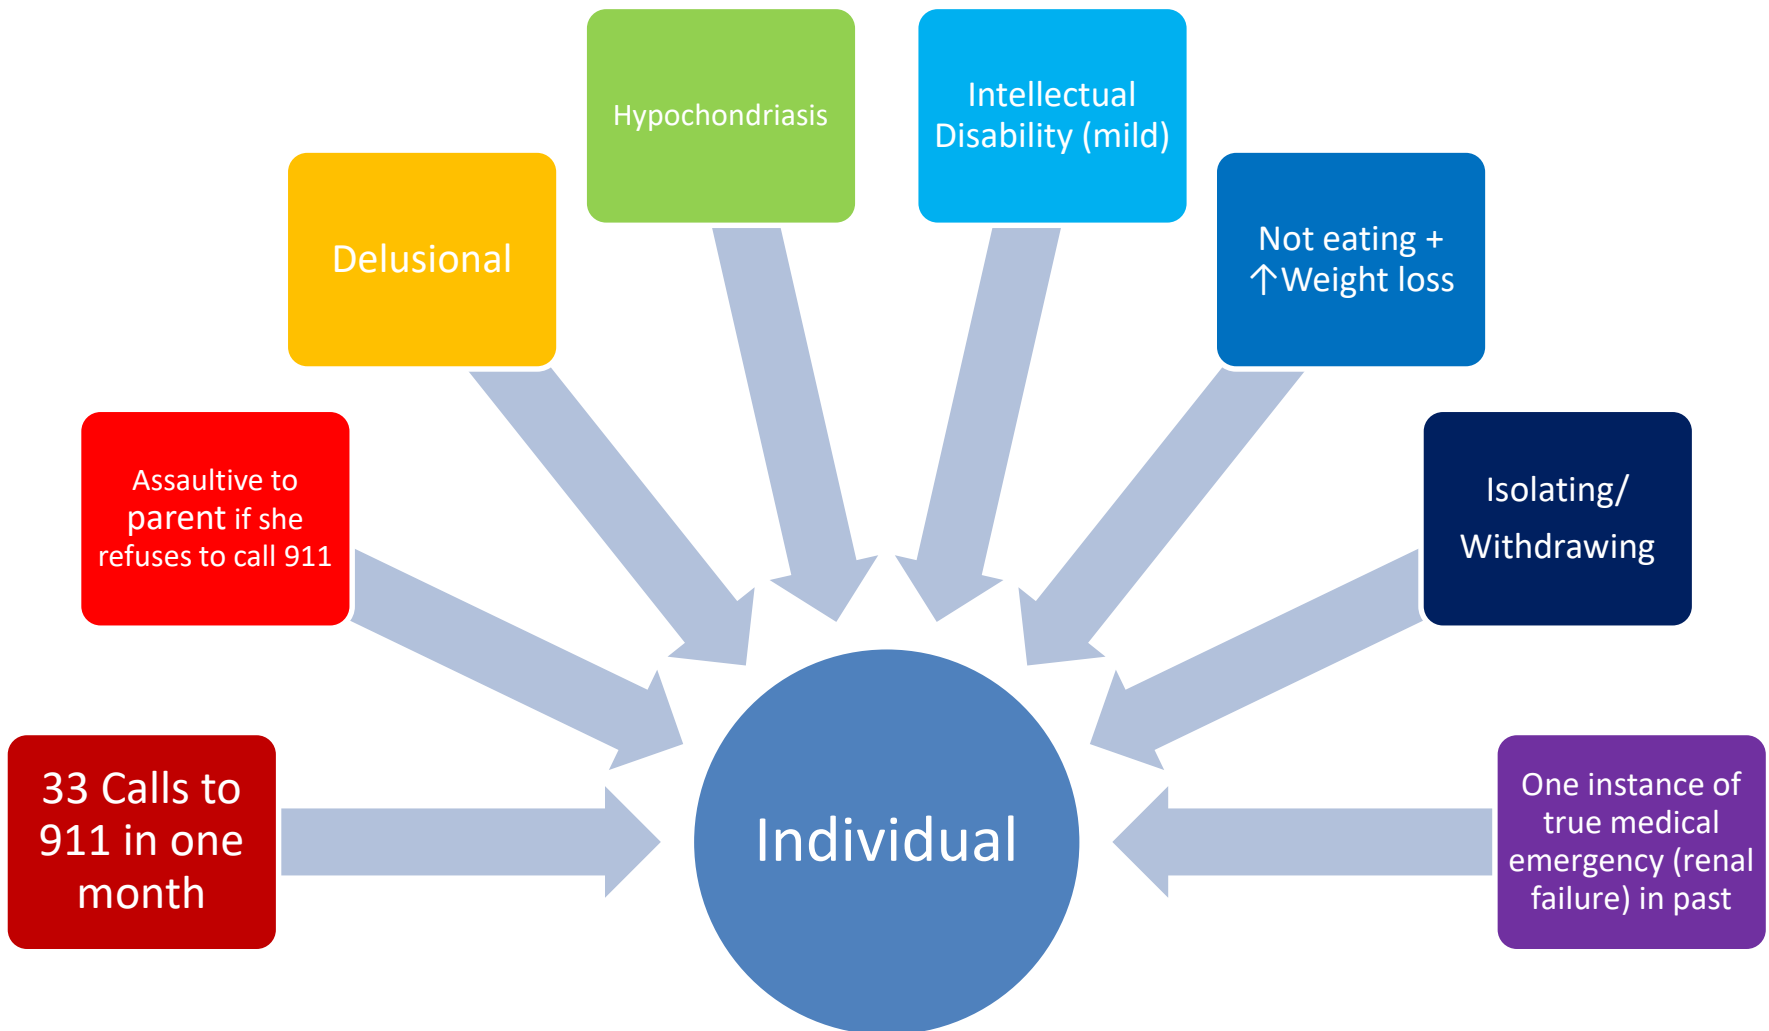 Hypochondriasis
Intellectual
Disability (mild)
Delusional
Not eating +
↑Weight loss
Assaultive to
parent if she
refuses to call 911
Isolating/
Withdrawing
33 Calls to
911 in one
month
Individual
One instance of
true medical
emergency (renal
failure) in past